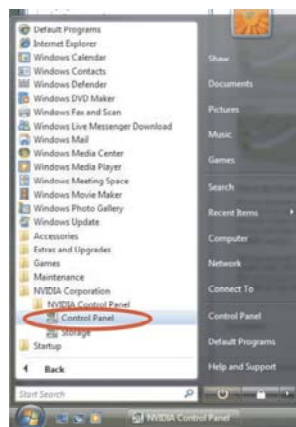 Default Programs
Internet Explorer
Windows Calendar
Windows Contacts
Windows Defender
Windows DVD Maker
Windows Fax and Scan
Windows Live Messenger Download
Windows Mail
Windows Media Center
Windows Media Player
Windows Meeting Space
Windows Movie Maker
Windows Photo Gallery
Windows Update
Accessories
Extras and Upgrades
Games
Maintenance
NVIDIA Corporation
NVIDIA Control Panel
Control Panel
Storage
Startup
Back
Start Search
Documents
Pictures
Music
Games
Search
Recent Items
Computer
Network
Connect To
Control Panel
Default Programs
Help and Support
NVIDIA Control Panel